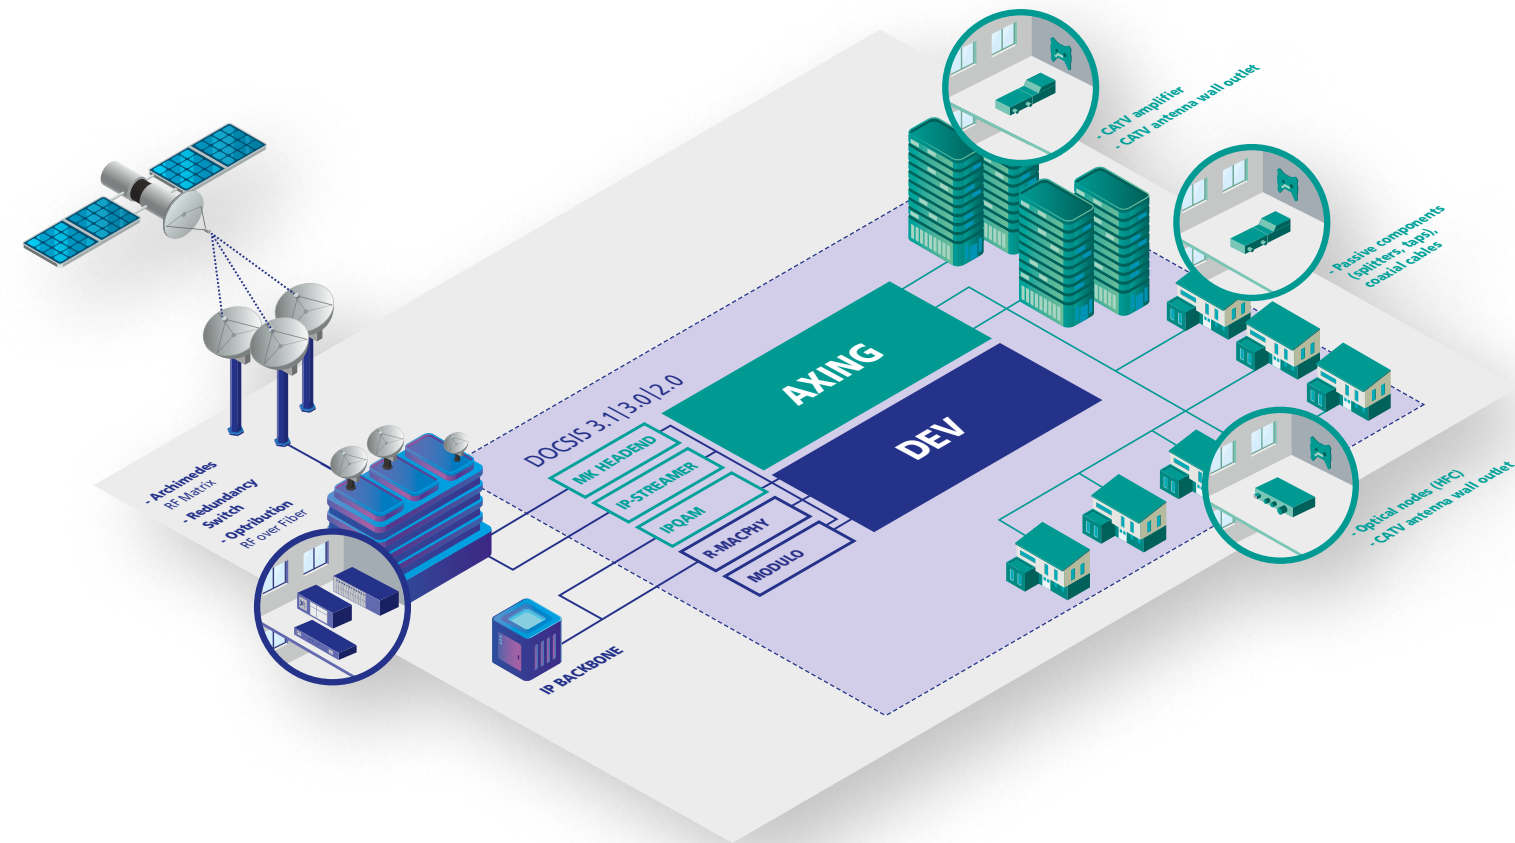 - CATV amplifier
- CATV antenna wall outlet
- Passive components
(splitters, taps),
coaxial cables
AXING
DEV
DOCSIS 3.1|3.0|2.0
MK HEADEND
IP-STREAMER
IPQAM
R-MACPHY
MODULO
- Archimedes
RF Matrix
- Redundancy
Switch
- Optribution
RF over Fiber
- Optical nodes (HFC)
- CATV antenna wall outlet
IP BACKBONE